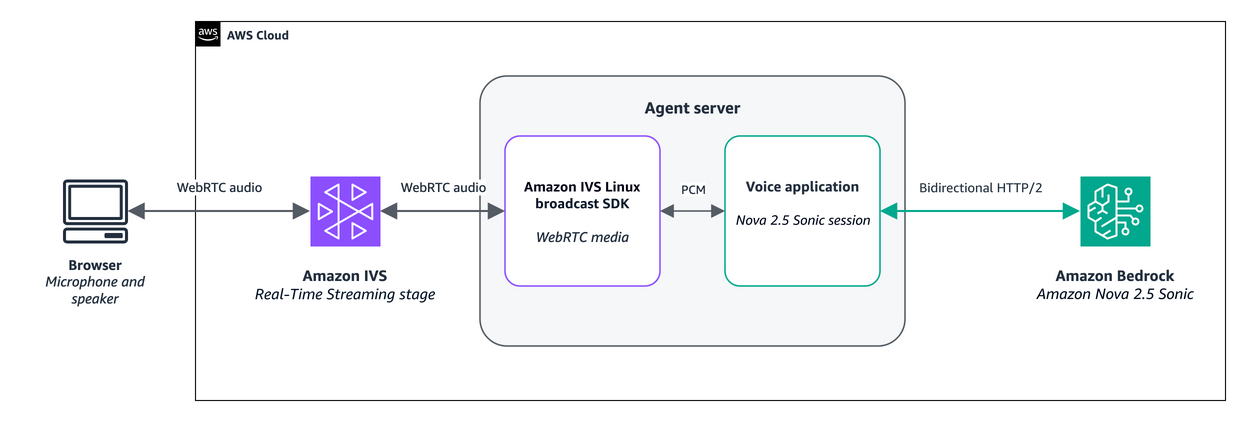 aws
AWS Cloud
Agent server
WebRTC audio
WebRTC audio
Amazon IVS Linux
broadcast SDK
WebRTC media
PCM
Voice application
Nova 2.5 Sonic session
Bidirectional HTTP/2
Browser
Microphone and
speaker
Amazon IVS
Real-Time Streaming stage
Amazon Bedrock
Amazon Nova 2.5 Sonic